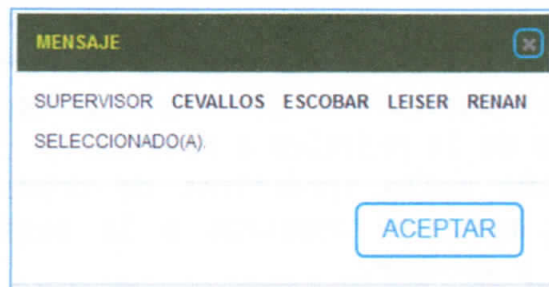 MENSAJE
SUPERVISOR CEVALLOS ESCOBAR LEISER RENAN
SELECCIONADO(A).
ACEPTAR